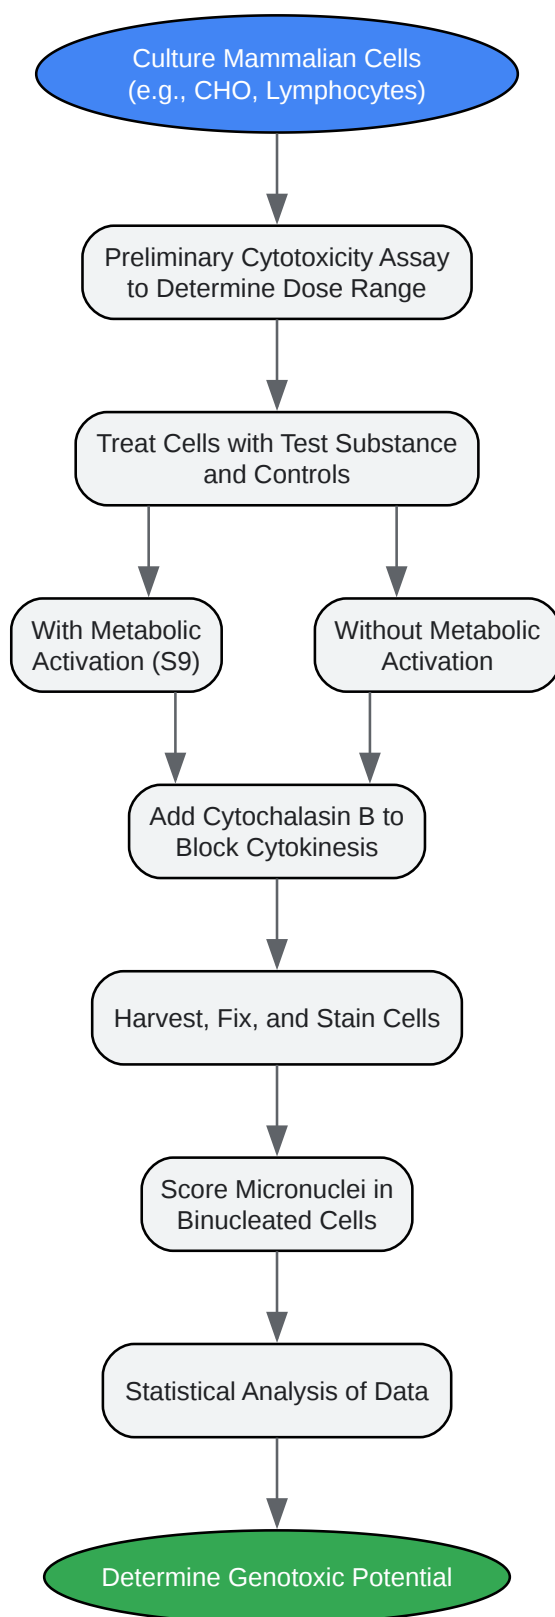 Culture Mammalian Cells
(e.g., CHO, Lymphocytes)
Preliminary Cytotoxicity Assay
to Determine Dose Range
Treat Cells with Test Substance
and Controls
With Metabolic
Activation (S9)
Without Metabolic
Activation
Add Cytochalasin B to
Block Cytokinesis
Harvest, Fix, and Stain Cells
Score Micronuclei in
Binucleated Cells
Statistical Analysis of Data
Determine Genotoxic Potential